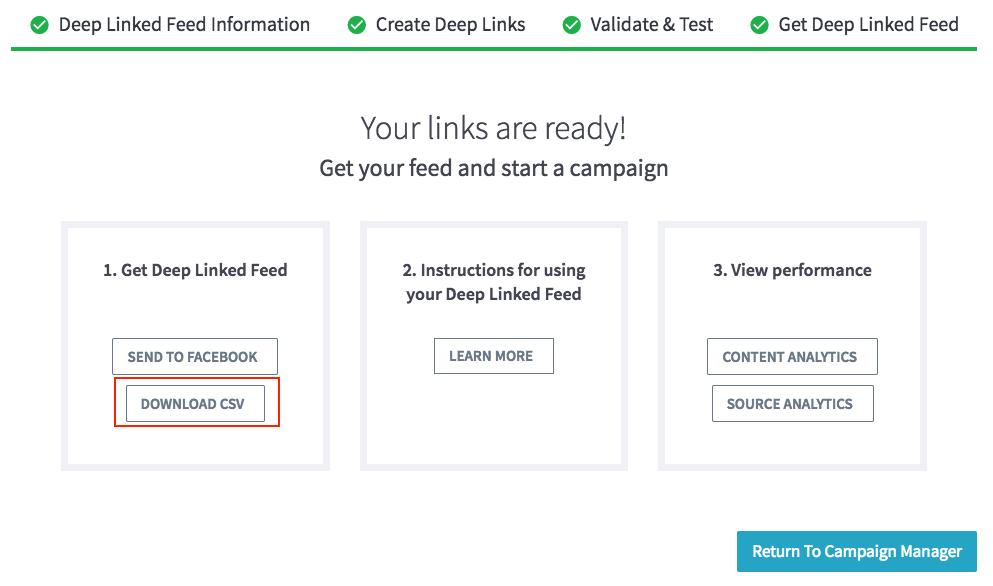 Deep Linked Feed Information Create Deep Links Validate & Test Get Deep Linked Feed
Your links are ready!
Get your feed and start a campaign
1. Get Deep Linked Feed
SEND TO FACEBOOK
DOWNLOAD CSV
2. Instructions for using
your Deep Linked Feed
LEARN MORE
3. View performance
CONTENT ANALYTICS
SOURCE ANALYTICS
Return To Campaign Manager